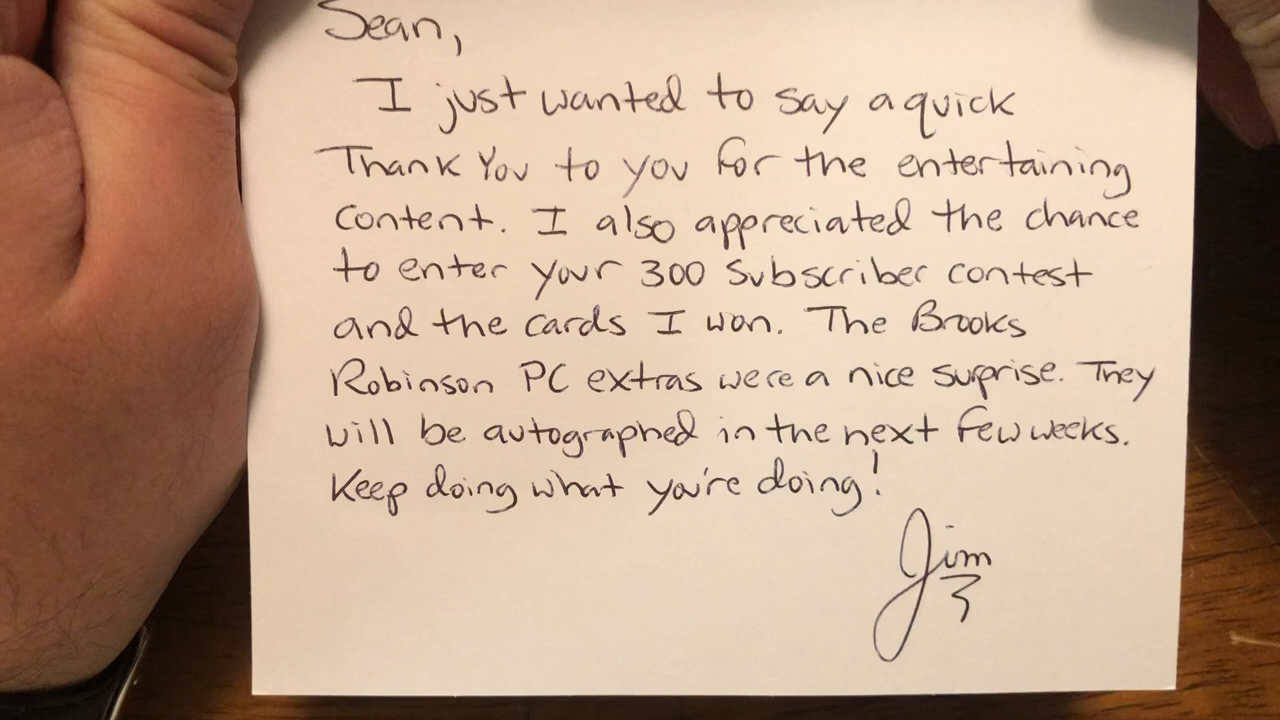 Sean,
I just wanted to say a quick
Thank You to you for the entertaining
content. I also appreciated the chance
to enter your 300 Subscriber contest
and the cards I won. The Brooks
Robinson PC extras were a nice suprise. They
will be autographed in the next few weeks.
Keep doing what you're doing!
Jim